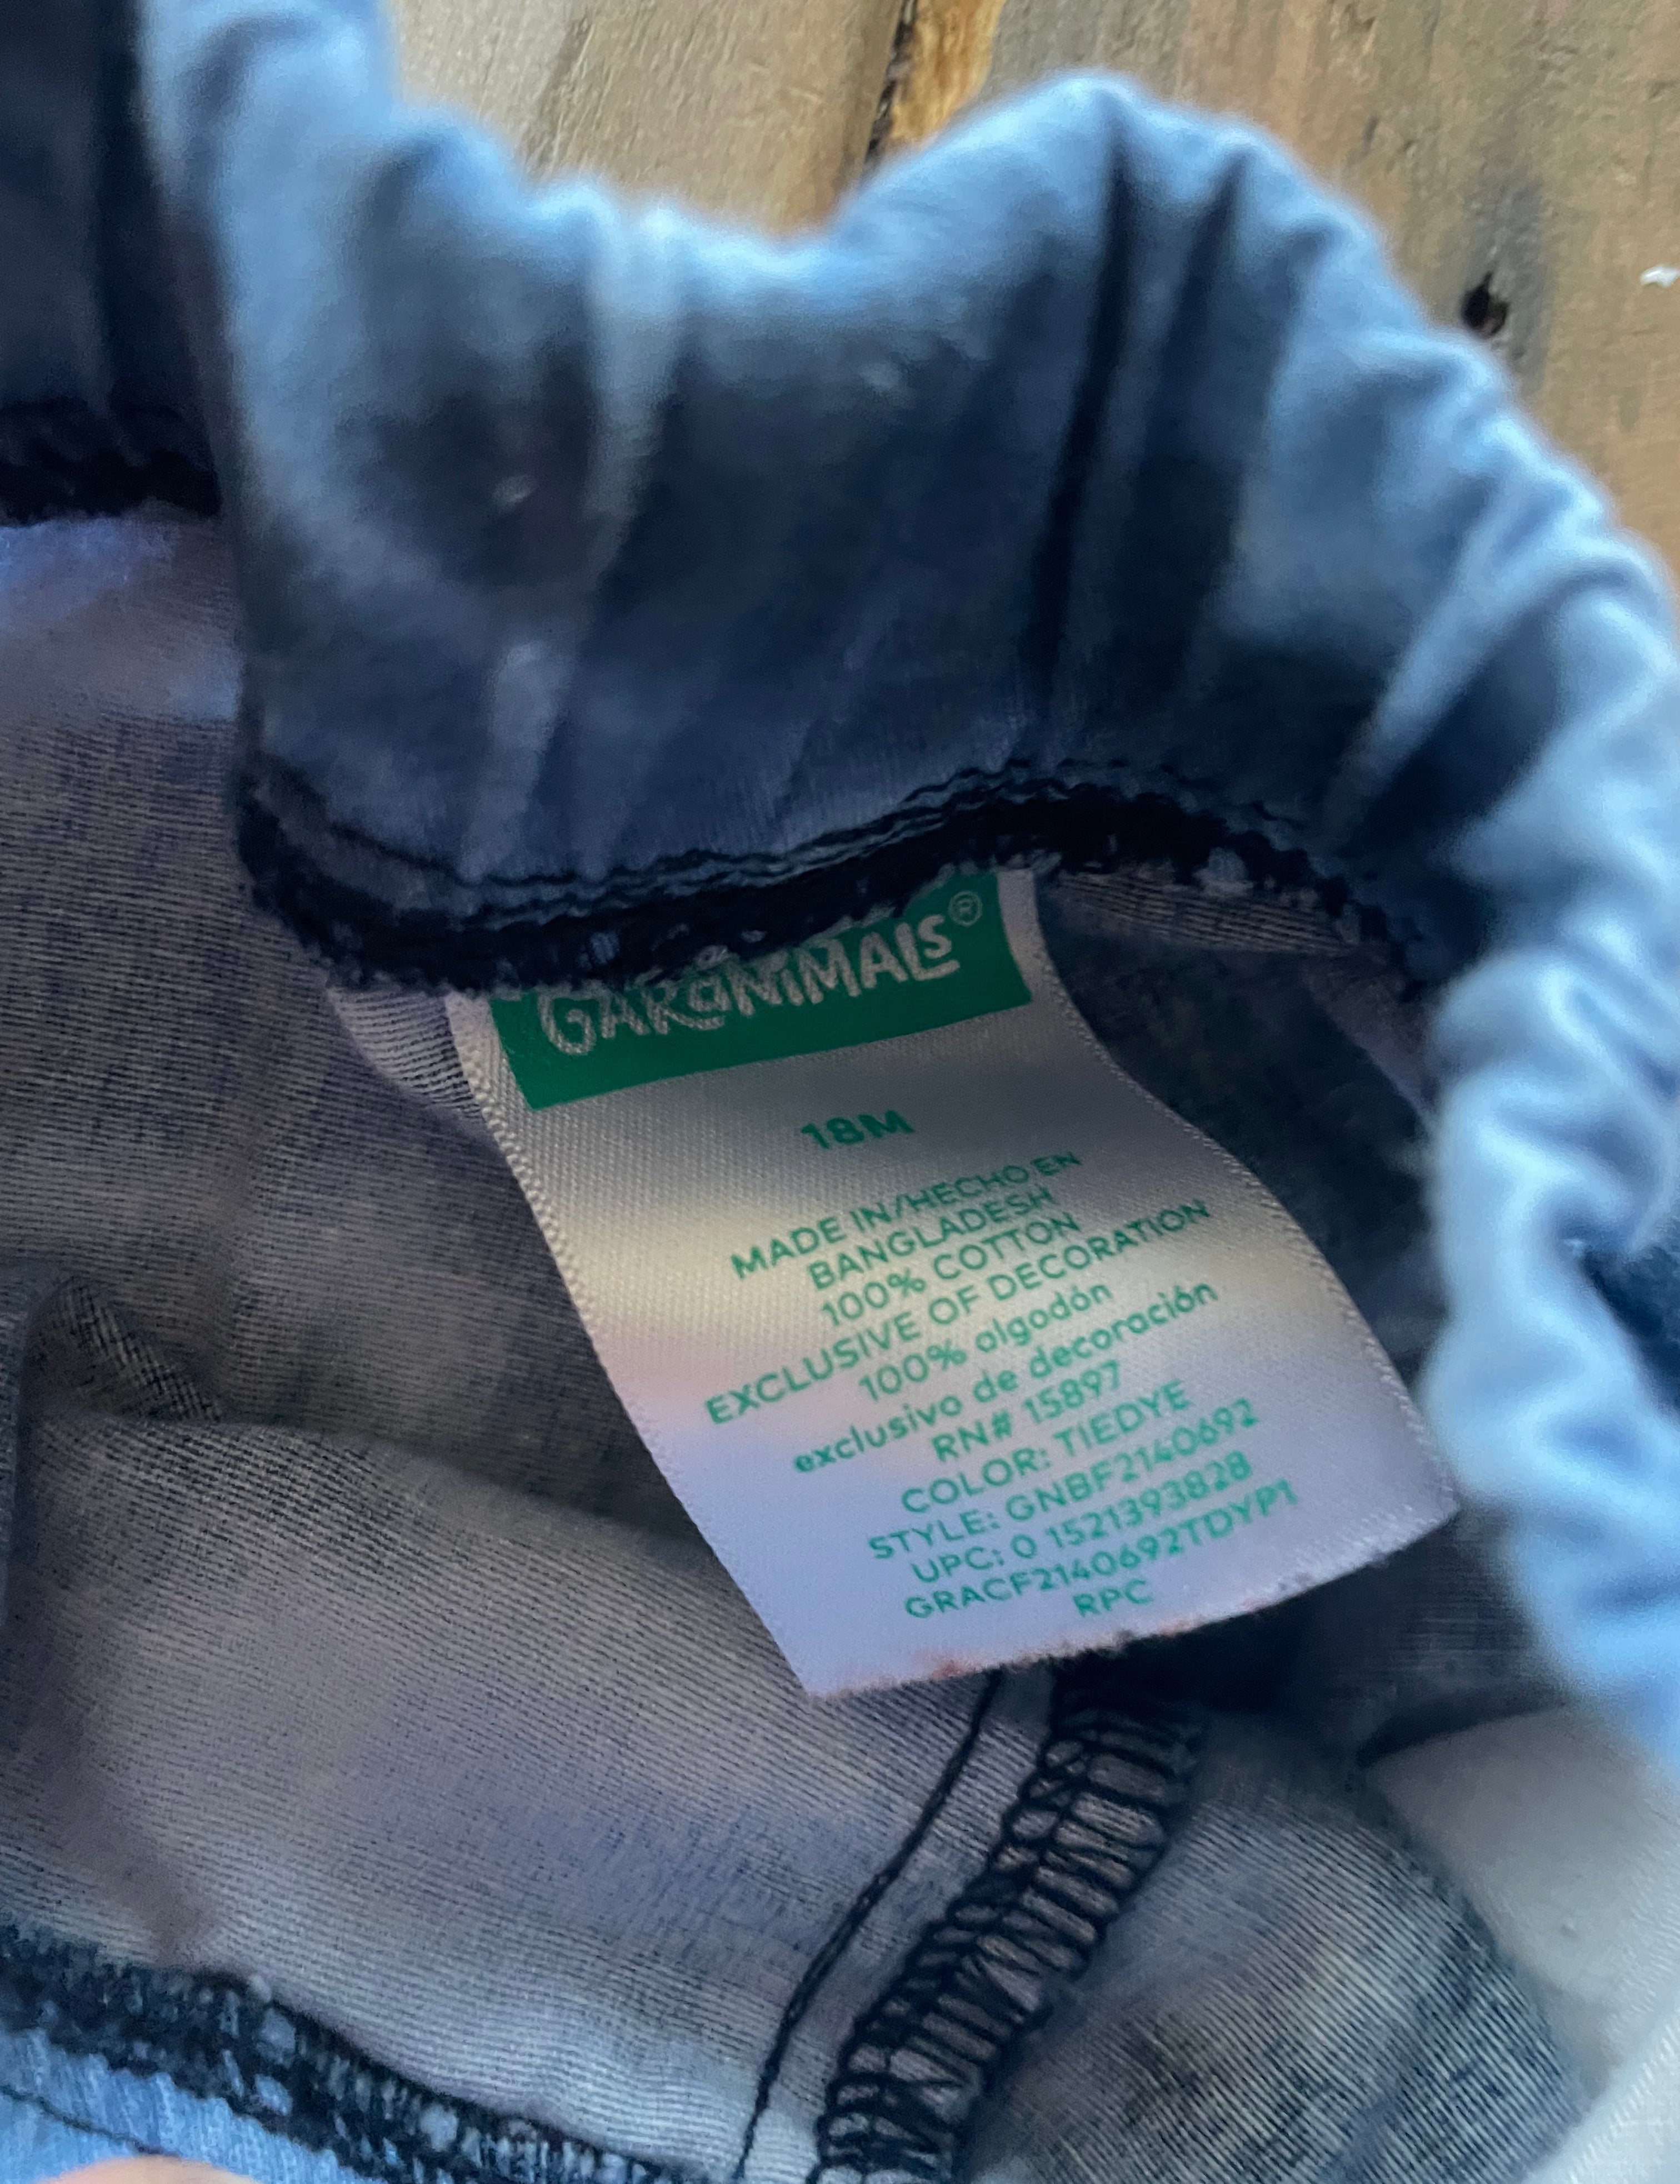 GARaNiMALS®
18M
MADE IN/HECHO EN
BANGLADESH
100% COTTON
EXCLUSIVE OF DECORATION
100% algodón
exclusivo de decoración
RN# 15897
COLOR: TIEDYE
STYLE: GNBF2140692
UPC: 0 1521393828
GRACF2140692TDYP1
RPC